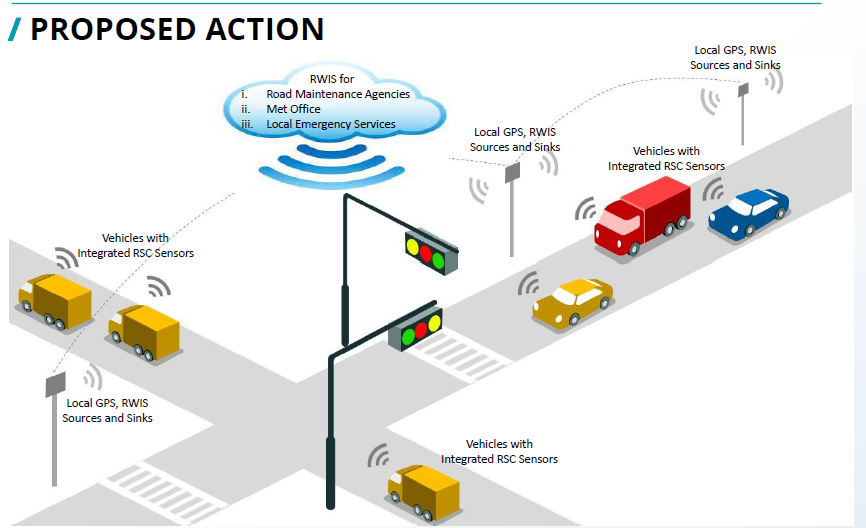 / PROPOSED ACTION
Local GPS, RWIS
Sources and Sinks
RWIS for
i. Road Maintenance Agencies
ii. Met Office
iii. Local Emergency Services
Local GPS, RWIS
Sources and Sinks
Vehicles with
Integrated RSC Sensors
Vehicles with
Integrated RSC Sensors
Local GPS, RWIS
Sources and Sinks
Vehicles with
Integrated RSC Sensors